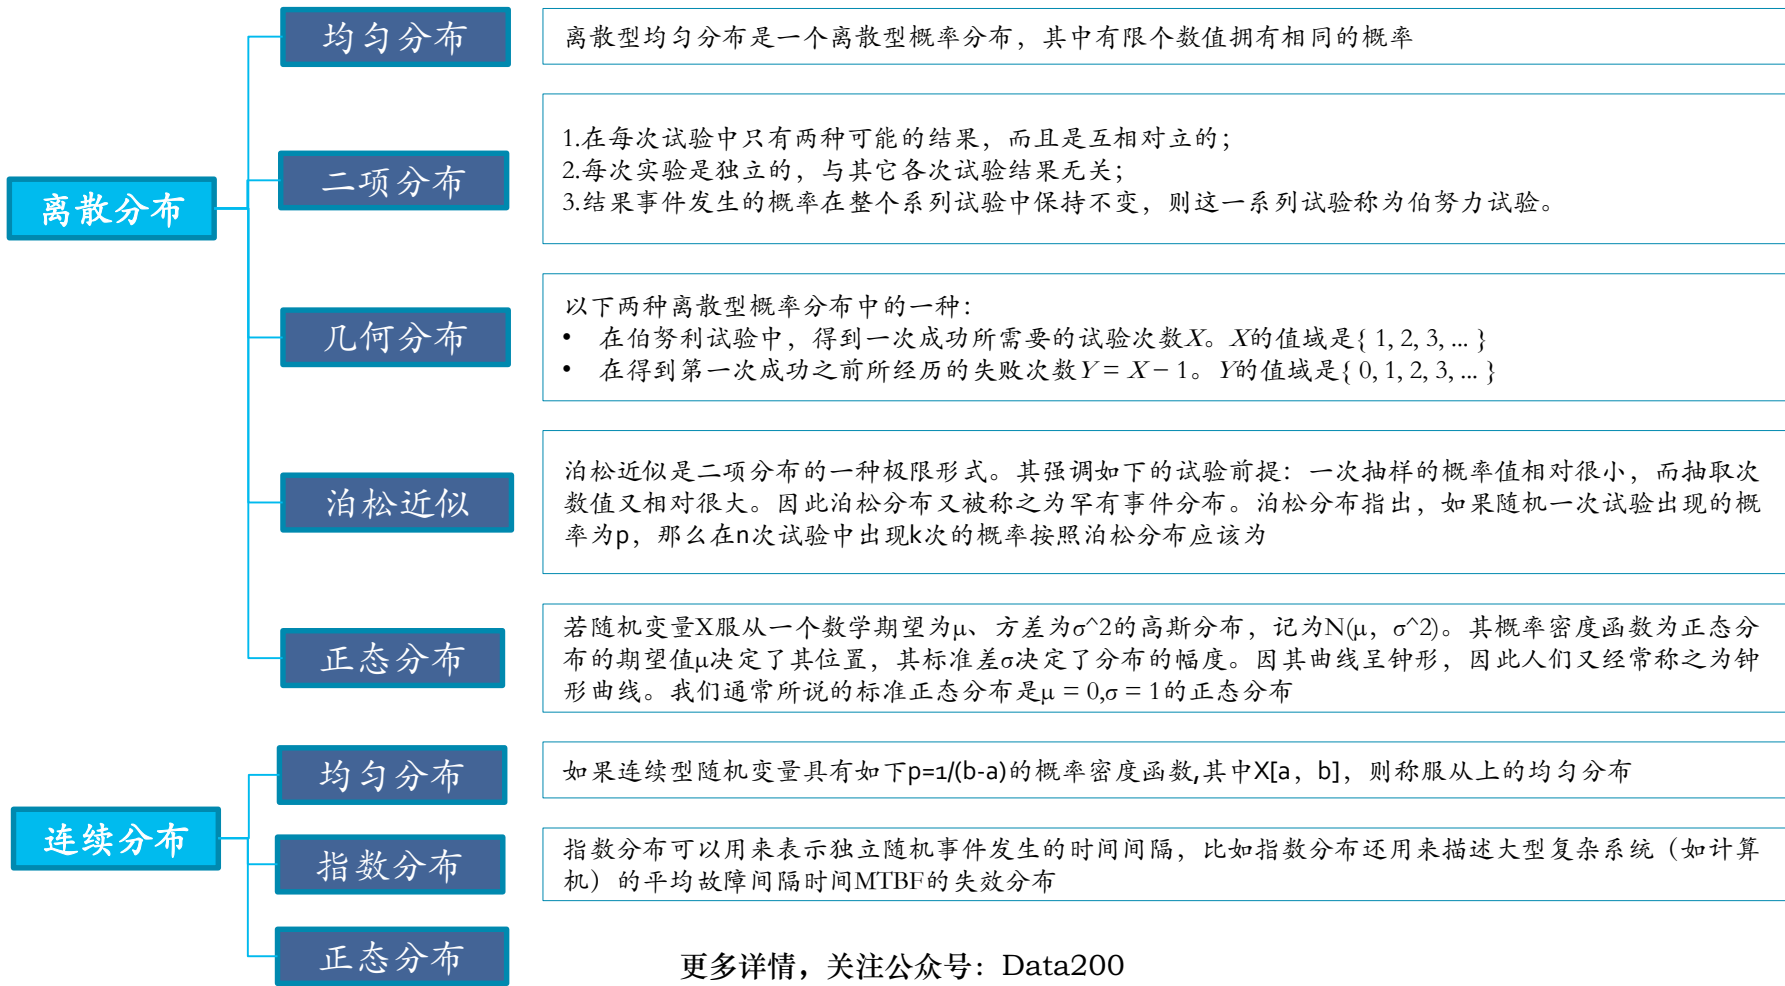 均匀分布
离散型均匀分布是一个离散型概率分布，其中有限个数值拥有相同的概率
离散分布
二项分布
1.在每次试验中只有两种可能的结果，而且是互相对立的；
2.每次实验是独立的，与其它各次试验结果无关；
3.结果事件发生的概率在整个系列试验中保持不变，则这一系列试验称为伯努力试验。
几何分布
以下两种离散型概率分布中的一种：
• 在伯努利试验中，得到一次成功所需要的试验次数X。X的值域是{ 1, 2, 3, ... }
• 在得到第一次成功之前所经历的失败次数Y = X − 1。Y的值域是{ 0, 1, 2, 3, ... }
泊松近似
泊松近似是二项分布的一种极限形式。其强调如下的试验前提：一次抽样的概率值相对很小，而抽取次
数值又相对很大。因此泊松分布又被称之为罕有事件分布。泊松分布指出，如果随机一次试验出现的概
率为p，那么在n次试验中出现k次的概率按照泊松分布应该为
正态分布
若随机变量X服从一个数学期望为μ、方差为σ^2的高斯分布，记为N(μ，σ^2)。其概率密度函数为正态分
布的期望值μ决定了其位置，其标准差σ决定了分布的幅度。因其曲线呈钟形，因此人们又经常称之为钟
形曲线。我们通常所说的标准正态分布是μ = 0,σ = 1的正态分布
连续分布
均匀分布
如果连续型随机变量具有如下p=1/(b-a)的概率密度函数,其中X[a，b]，则称服从上的均匀分布
指数分布
指数分布可以用来表示独立随机事件发生的时间间隔，比如指数分布还用来描述大型复杂系统（如计算
机）的平均故障间隔时间MTBF的失效分布
正态分布
更多详情，关注公众号：Data200